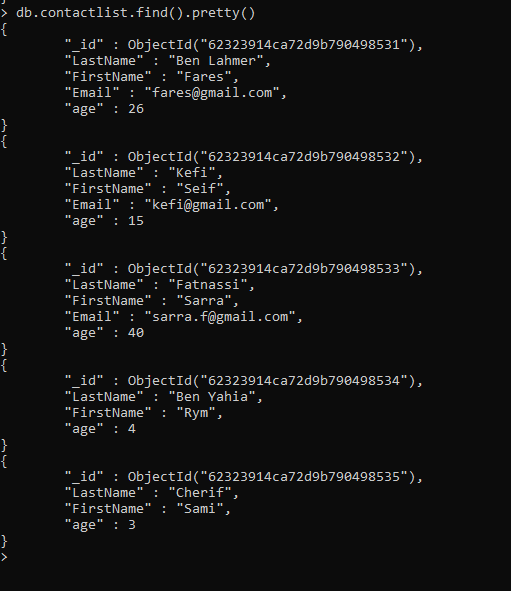 > db.contactlist.find().pretty()
{
        "_id" : ObjectId("62323914ca72d9b790498531"),
        "LastName" : "Ben Lahmer",
        "FirstName" : "Fares",
        "Email" : "fares@gmail.com",
        "age" : 26
}
{
        "_id" : ObjectId("62323914ca72d9b790498532"),
        "LastName" : "Kefi",
        "FirstName" : "Seif",
        "Email" : "kefi@gmail.com",
        "age" : 15
}
{
        "_id" : ObjectId("62323914ca72d9b790498533"),
        "LastName" : "Fatnassi",
        "FirstName" : "Sarra",
        "Email" : "sarra.f@gmail.com",
        "age" : 40
}
{
        "_id" : ObjectId("62323914ca72d9b790498534"),
        "LastName" : "Ben Yahia",
        "FirstName" : "Rym",
        "age" : 4
}
{
        "_id" : ObjectId("62323914ca72d9b790498535"),
        "LastName" : "Cherif",
        "FirstName" : "Sami",
        "age" : 3
}
>